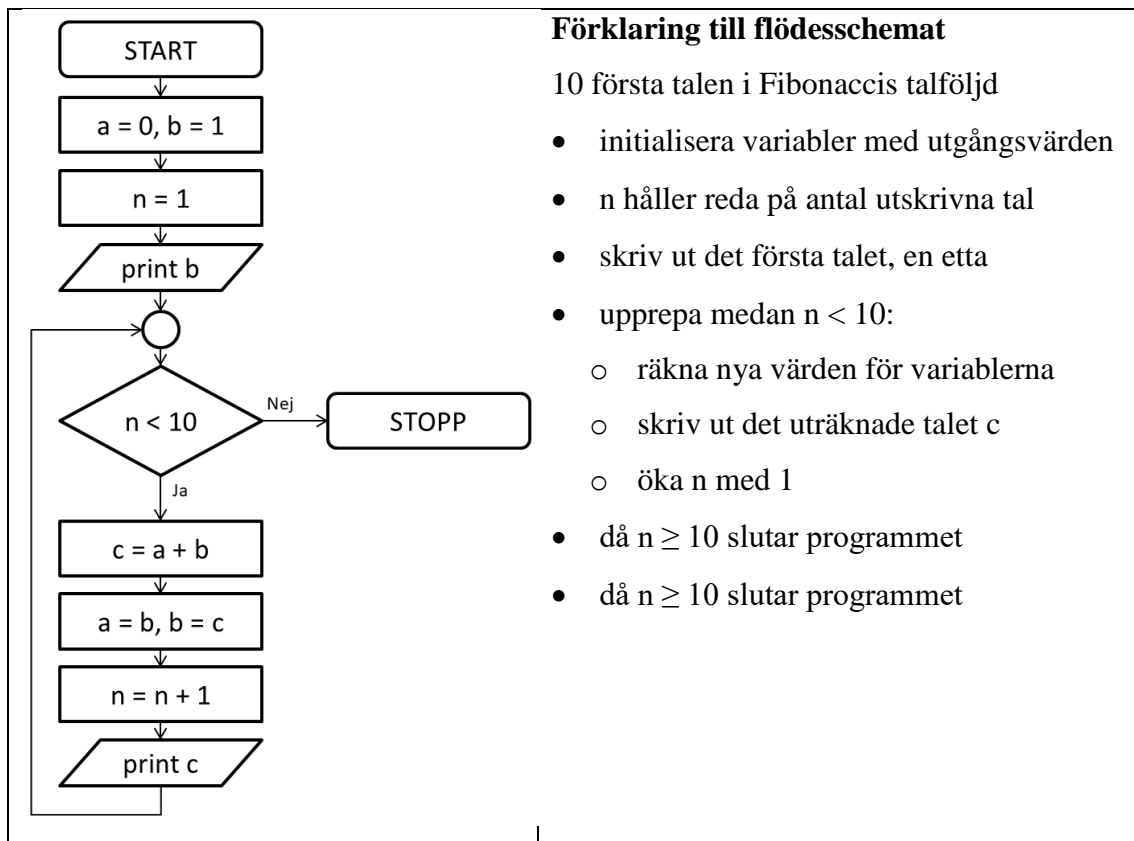 START
a = 0, b = 1
n = 1
print b
n < 10
Nej
STOPP
Ja
c = a + b
a = b, b = c
n = n + 1
print c
Förklaring till flödesschemat
10 första talen i Fibonaccis talföljd
• initialisera variabler med utgångsvärden
• n håller reda på antal utskrivna tal
• skriv ut det första talet, en etta
• upprepa medan n < 10:
o räkna nya värden för variablerna
o skriv ut det uträknade talet c
o öka n med 1
• då n ≥ 10 slutar programmet
• då n ≥ 10 slutar programmet